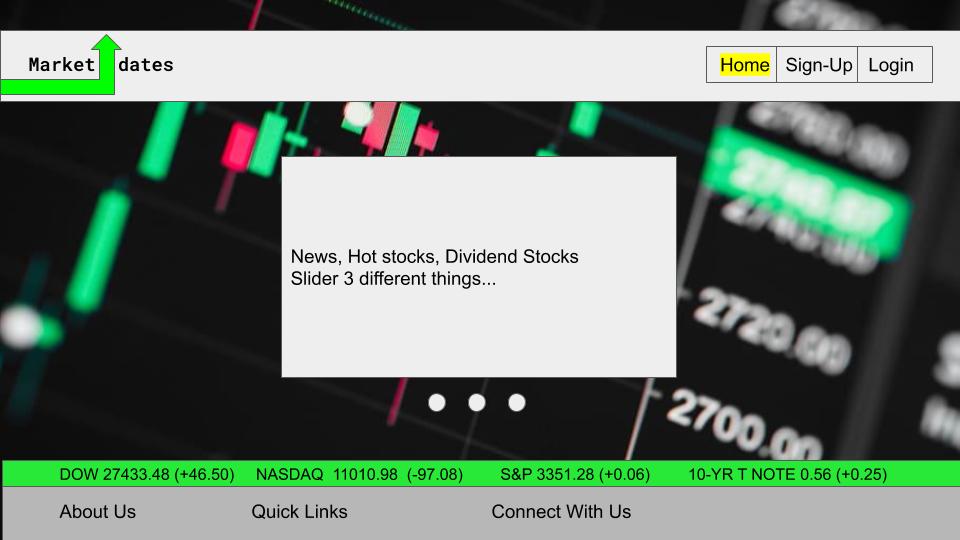 Market dates
Home Sign-Up Login
2780.00
News, Hot stocks, Dividend Stocks
Slider 3 different things...
2720.00
2700.00
DOW 27433.48 (+46.50) NASDAQ 11010.98 (-97.08) S&P 3351.28 (+0.06) 10-YR T NOTE 0.56 (+0.25)
About Us Quick Links Connect With Us